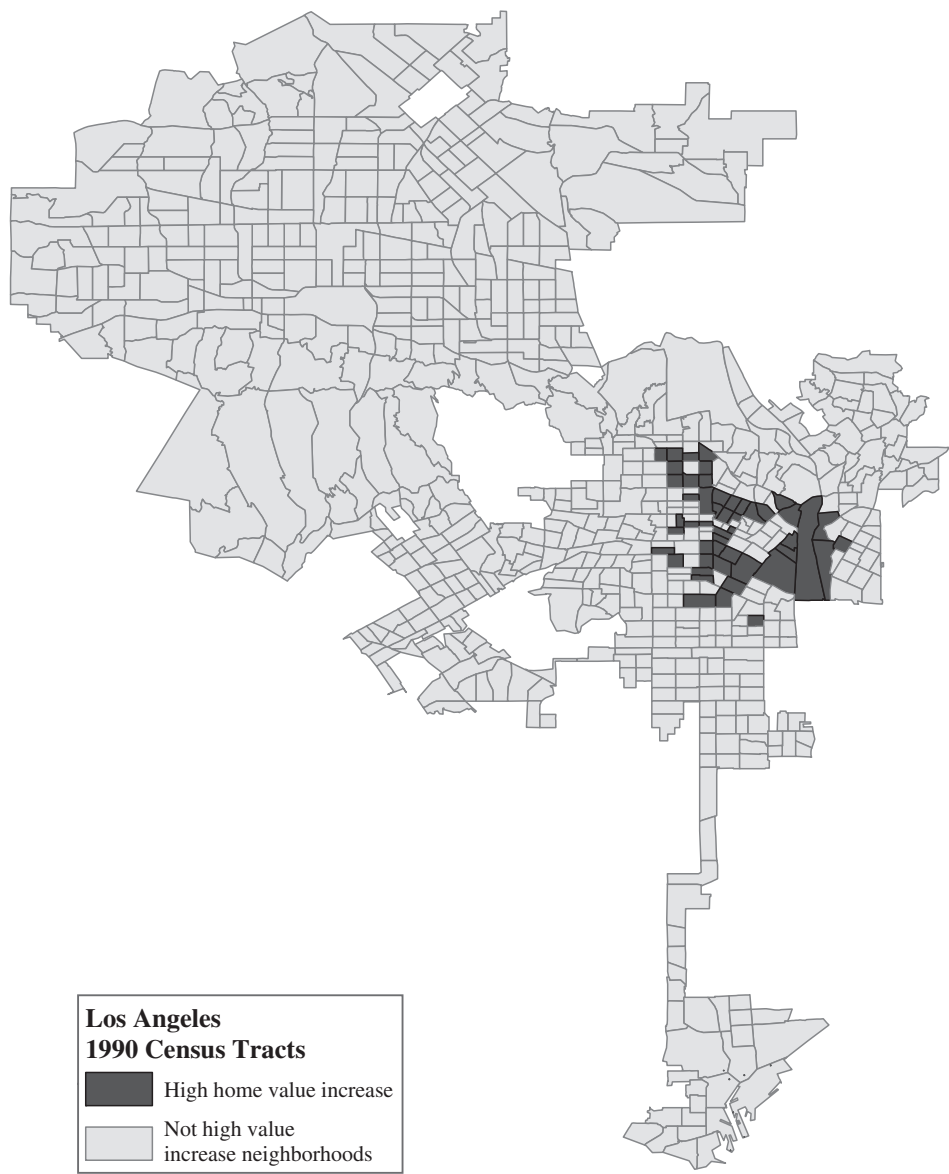 Los Angeles
1990 Census Tracts
High home value increase
Not high value
increase neighborhoods